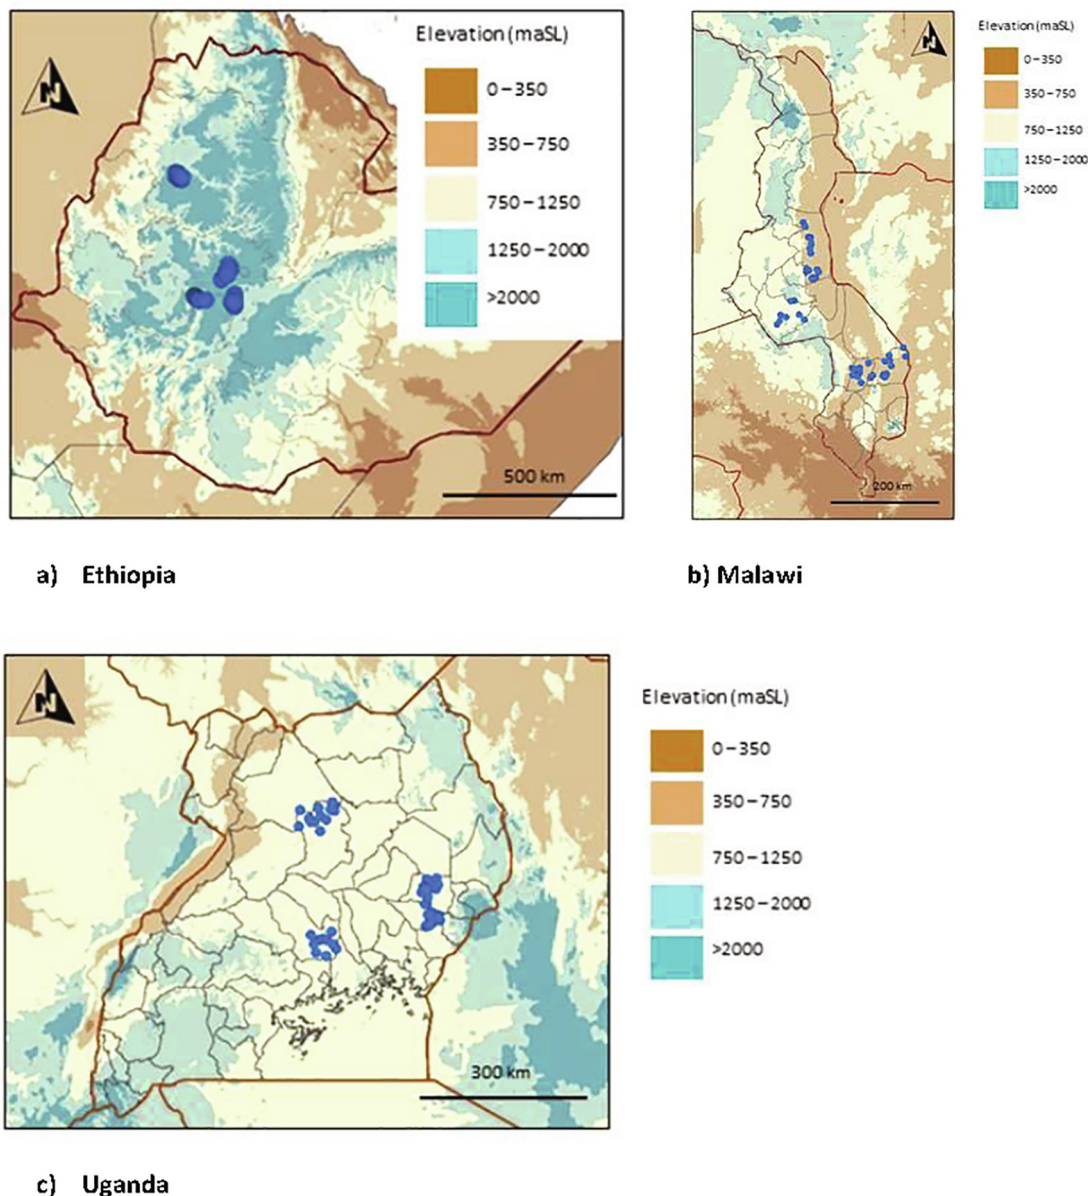 Elevation (maSL)
0–350
350–750
750–1250
1250–2000
>2000
N
500 km
a) Ethiopia
Elevation (maSL)
0–350
350–750
750–1250
1250–2000
>2000
N
200 km
b) Malawi
N
Elevation (maSL)
0–350
350–750
750–1250
1250–2000
>2000
300 km
c) Uganda